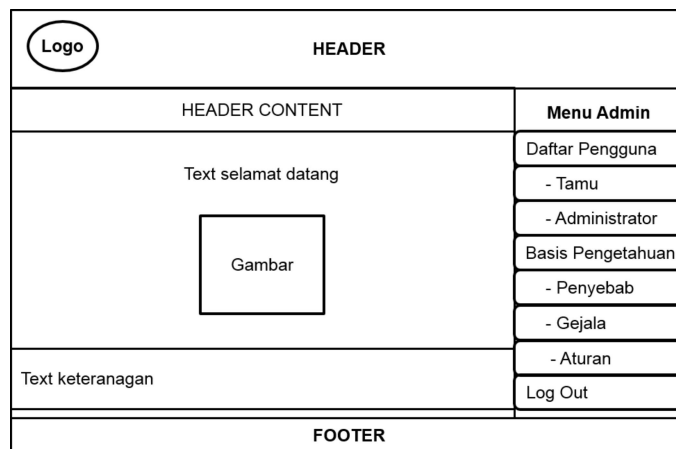 Logo
HEADER
HEADER CONTENT
Text selamat datang
Gambar
Text keteranagan
Menu Admin
Daftar Pengguna
- Tamu
- Administrator
Basis Pengetahuan
- Penyebab
- Gejala
- Aturan
Log Out
FOOTER